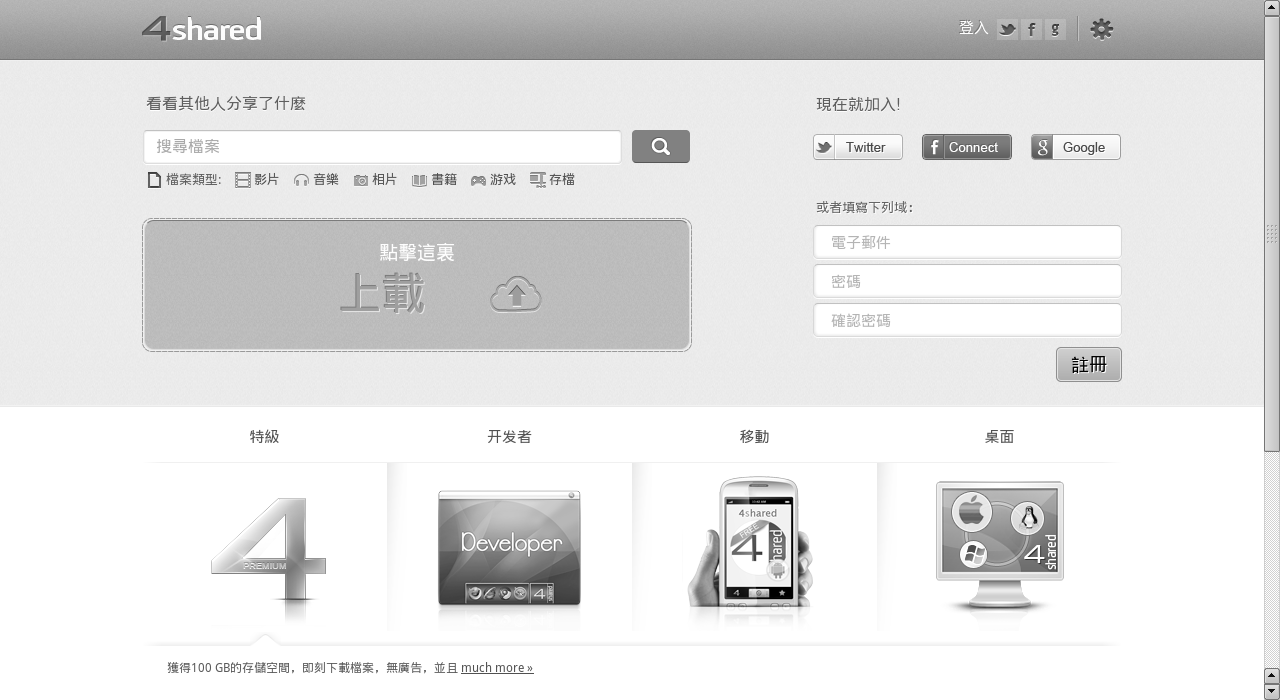 4shared
登入
看看其他人分享了什麼
現在就加入!
搜尋檔案
Twitter
Connect
Google
檔案類型:
影片
音樂
相片
書籍
游戏
存檔
或者填寫下列域:
點擊這裏
上載
電子郵件
密碼
確認密碼
註冊
特級
开发者
移動
桌面
PREMIUM
Developer
4shared
FREE
4shared
4shared
獲得100 GB的存儲空間，即刻下載檔案，無廣告，並且 much more »